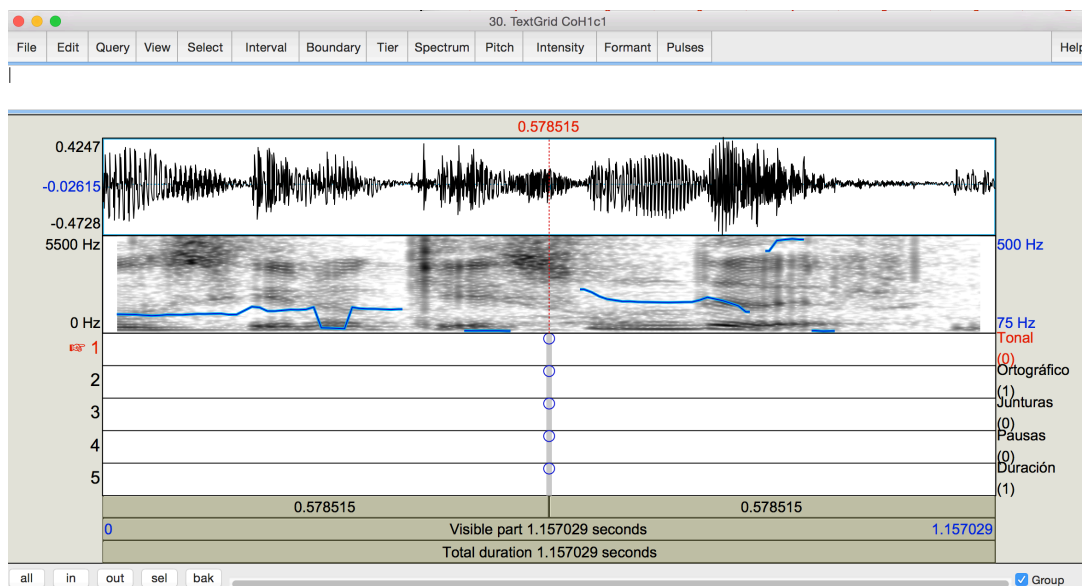 30. TextGrid CoH1c1
File Edit Query View Select Interval Boundary Tier Spectrum Pitch Intensity Formant Pulses Help
0.578515
0.4247
-0.02615
-0.4728
5500 Hz 500 Hz
0 Hz 75 Hz
☞ 1 Tonal
(0)
2 Ortográfico
(1)
3 Junturas
(0)
4 Pausas
(0)
5 Duración
(1)
0.578515 0.578515
0 Visible part 1.157029 seconds 1.157029
Total duration 1.157029 seconds
all in out sel bak Group